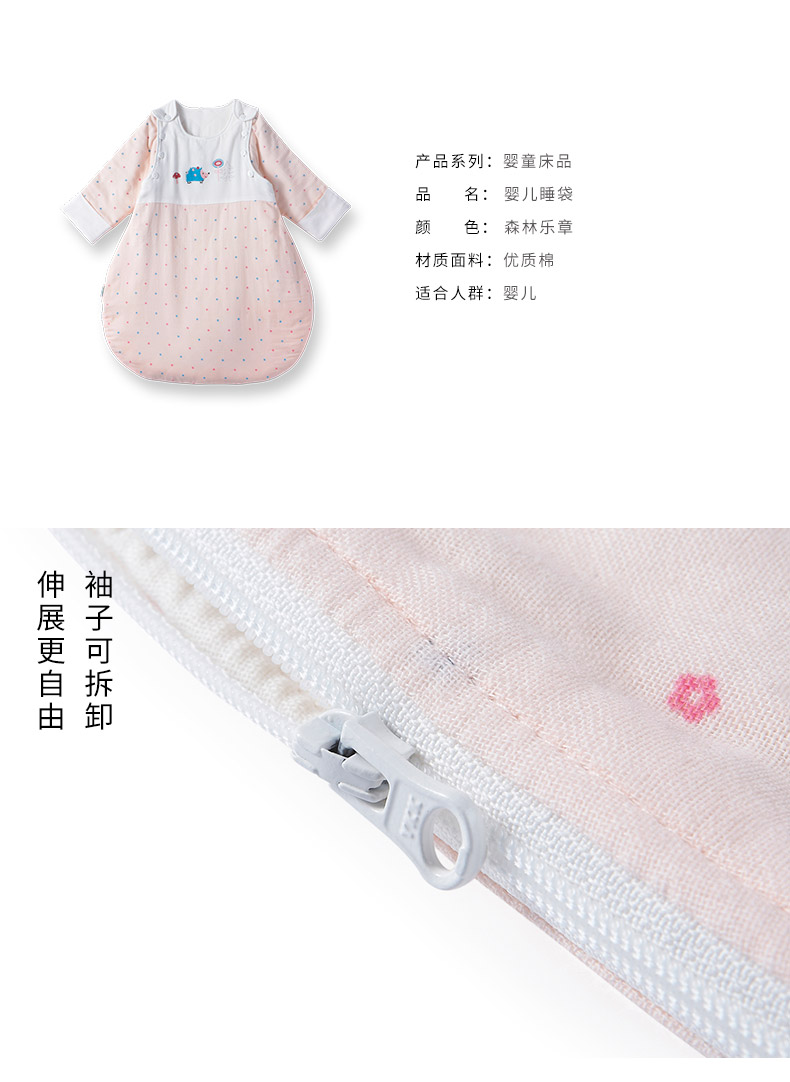 产品系列：婴童床品
品 名：婴儿睡袋
颜 色：森林乐章
材质面料：优质棉
适合人群：婴儿
袖子可拆卸
伸展更自由